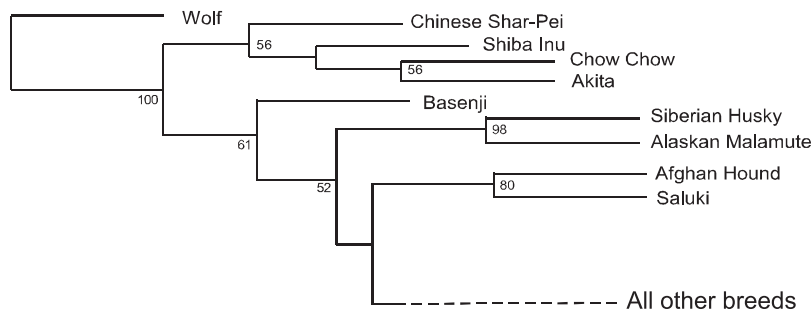 Wolf
Chinese Shar-Pei
56
Shiba Inu
Chow Chow
56
Akita
100
Basenji
Siberian Husky
61
98
Alaskan Malamute
Afghan Hound
52
80
Saluki
All other breeds